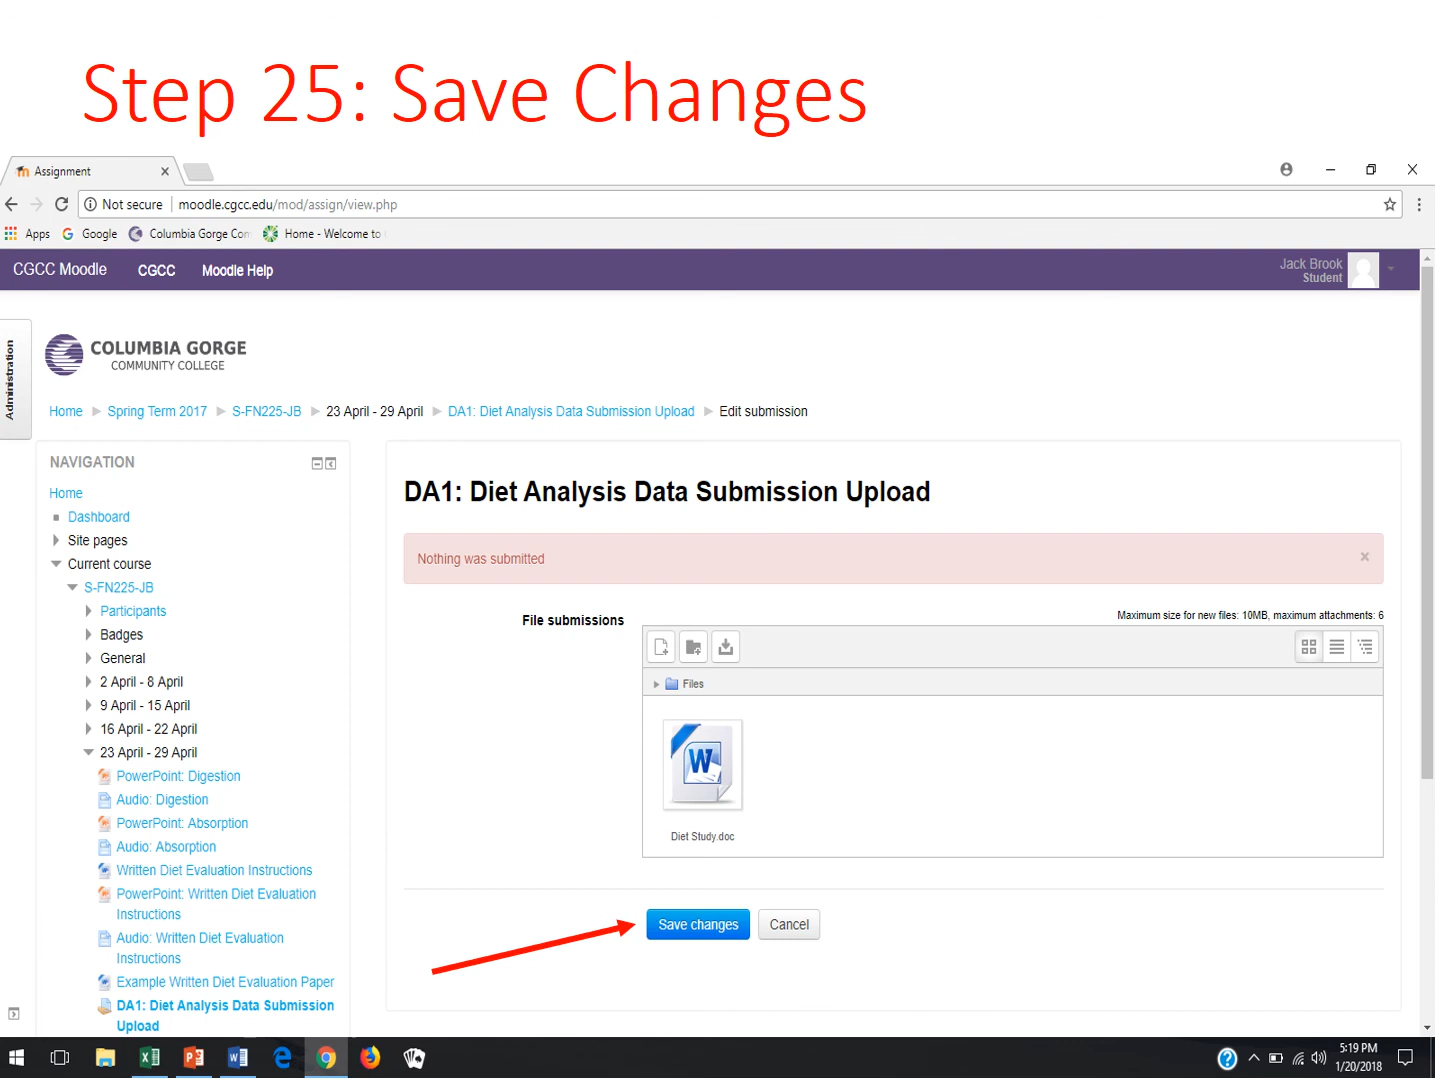 Step 25: Save Changes
Assignment
Not secure | moodle.cgcc.edu/mod/assign/view.php
Apps Google Columbia Gorge Com Home - Welcome to
CGCC Moodle CGCC Moodle Help
Jack Brook
Student
Administration
COLUMBIA GORGE
COMMUNITY COLLEGE
Home Spring Term 2017 S-FN225-JB 23 April - 29 April DA1: Diet Analysis Data Submission Upload Edit submission
NAVIGATION
Home
Dashboard
Site pages
Current course
S-FN225-JB
Participants
Badges
General
2 April - 8 April
9 April - 15 April
16 April - 22 April
23 April - 29 April
PowerPoint: Digestion
Audio: Digestion
PowerPoint: Absorption
Audio: Absorption
Written Diet Evaluation Instructions
PowerPoint: Written Diet Evaluation
Instructions
Audio: Written Diet Evaluation
Instructions
Example Written Diet Evaluation Paper
DA1: Diet Analysis Data Submission
Upload
DA1: Diet Analysis Data Submission Upload
Nothing was submitted
File submissions
Maximum size for new files: 10MB, maximum attachments: 6
Files
W
Diet Study.doc
Save changes Cancel
5:19 PM
1/20/2018